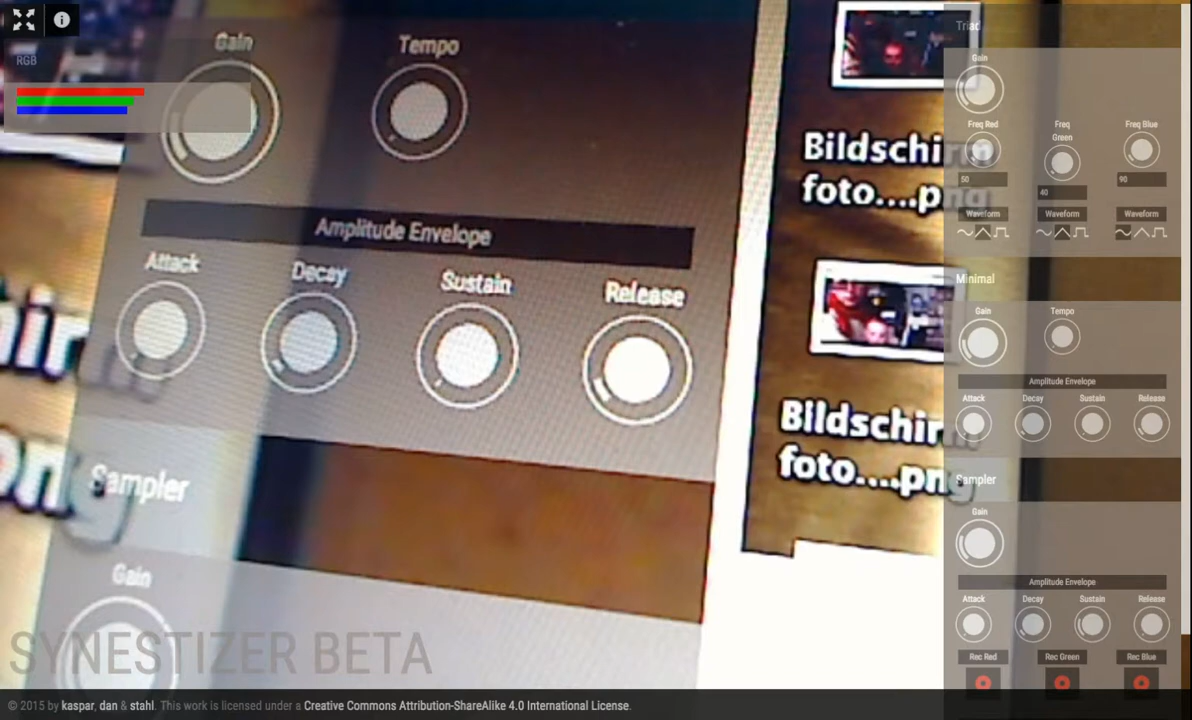 RGB
Gain
Tempo
Amplitude Envelope
Attack
Decay
Sustain
Release
Sampler
Gain
Bildschirm
foto....png
Bildschirm
foto....png
SYNESTIZER BETA
Triad
Gain
Freq Red
Freq
Green
Freq Blue
50
40
90
Waveform
Waveform
Waveform
Minimal
Gain
Tempo
Amplitude Envelope
Attack
Decay
Sustain
Release
Sampler
Gain
Amplitude Envelope
Attack
Decay
Sustain
Release
Rec Red
Rec Green
Rec Blue
© 2015 by kaspar, dan & stahl. This work is licensed under a Creative Commons Attribution-ShareAlike 4.0 International License.